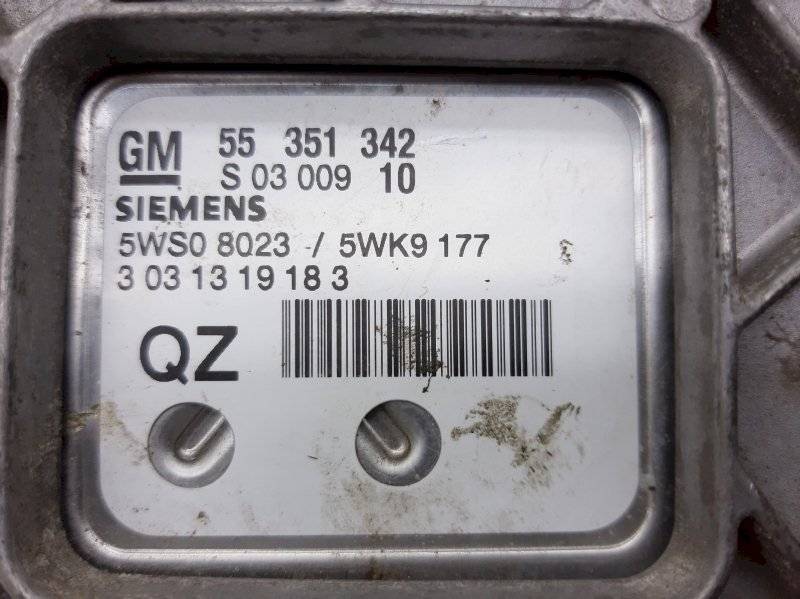 GM 55 351 342
S 03 009 10
SIEMENS
5WS0 8023 / 5WK9 177
3 03 13 19 18 3
QZ